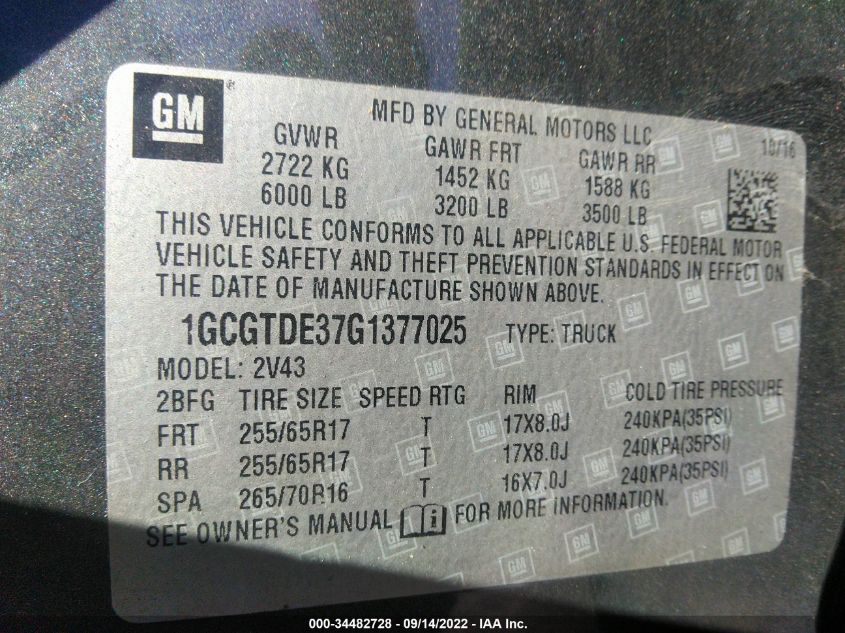 GM ®
MFD BY GENERAL MOTORS LLC
10/16
GVWR GAWR FRT GAWR RR
2722 KG 1452 KG 1588 KG
6000 LB 3200 LB 3500 LB
THIS VEHICLE CONFORMS TO ALL APPLICABLE U.S. FEDERAL MOTOR
VEHICLE SAFETY AND THEFT PREVENTION STANDARDS IN EFFECT ON
THE DATE OF MANUFACTURE SHOWN ABOVE.
1GCGTDE37G1377025 TYPE: TRUCK
MODEL: 2V43
2BFG TIRE SIZE SPEED RTG RIM COLD TIRE PRESSURE
FRT 255/65R17 T 17X8.0J 240KPA(35PSI)
RR 255/65R17 T 17X8.0J 240KPA(35PSI)
SPA 265/70R16 T 16X7.0J 240KPA(35PSI)
SEE OWNER'S MANUAL i FOR MORE INFORMATION.
000-34482728 - 09/14/2022 - IAA Inc.